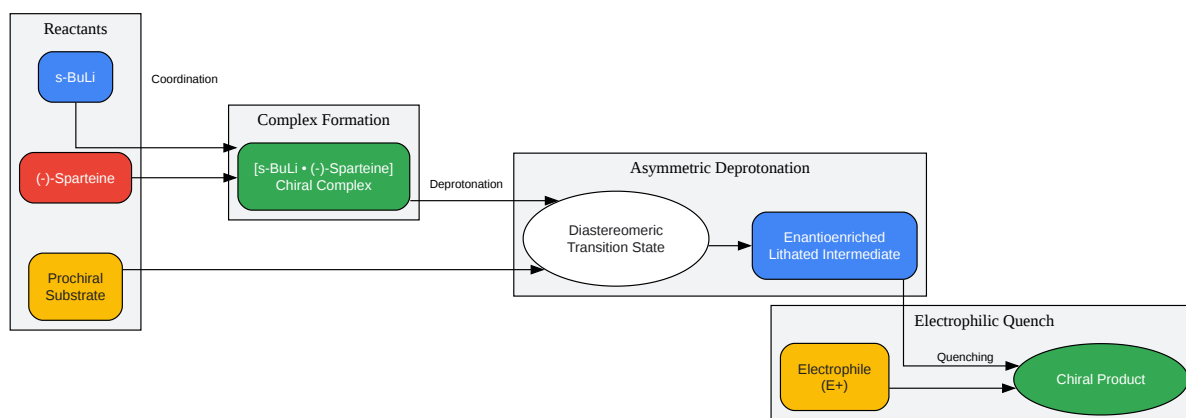 Reactants
s-BuLi
Coordination
Complex Formation
[s-BuLi • (-)-Sparteine]
Chiral Complex
(-)-Sparteine
Deprotonation
Asymmetric Deprotonation
Diastereomeric
Transition State
Enantioenriched
Lithated Intermediate
Prochiral
Substrate
Electrophilic Quench
Quenching
Electrophile
(E+)
Chiral Product